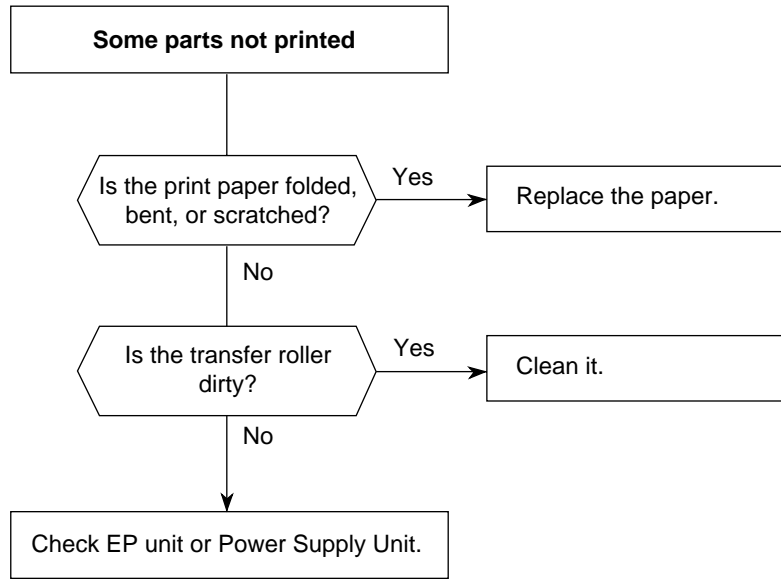 Some parts not printed
Is the print paper folded,
bent, or scratched?
Yes
Replace the paper.
No
Is the transfer roller
dirty?
Yes
Clean it.
No
Check EP unit or Power Supply Unit.